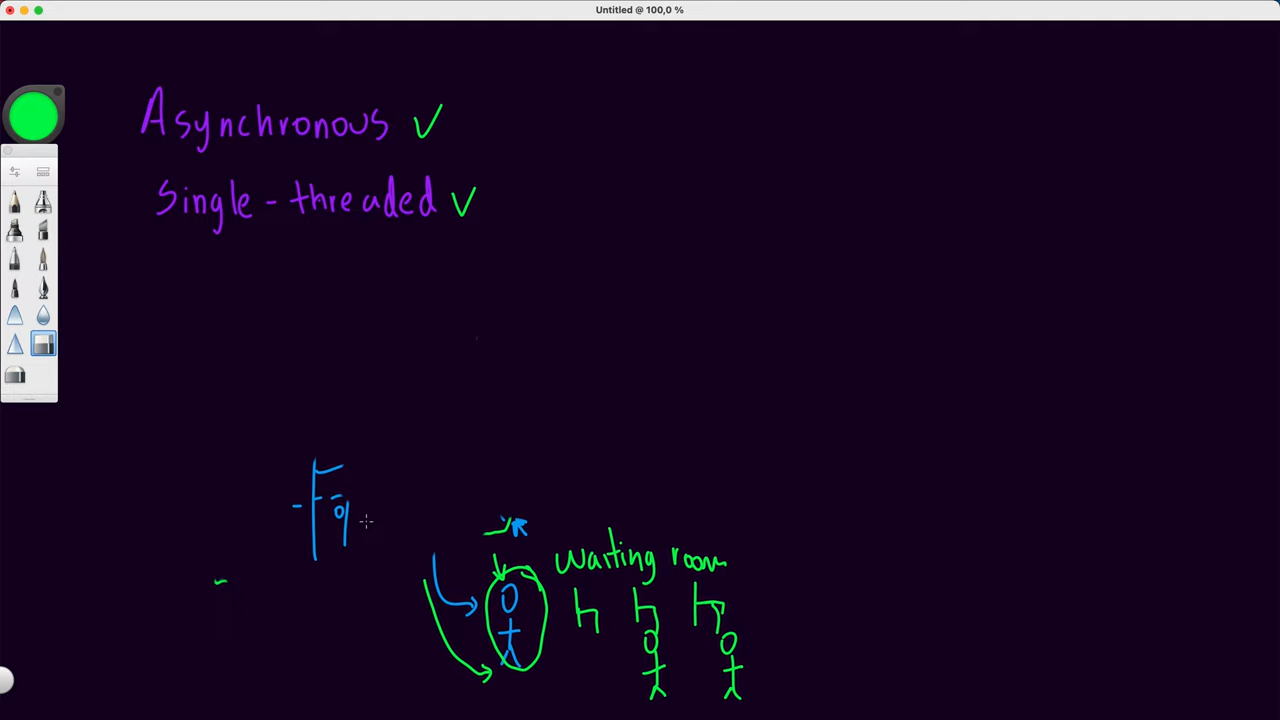 Untitled @ 100,0 %
Asynchronous ✓
Single-threaded ✓
Waiting room